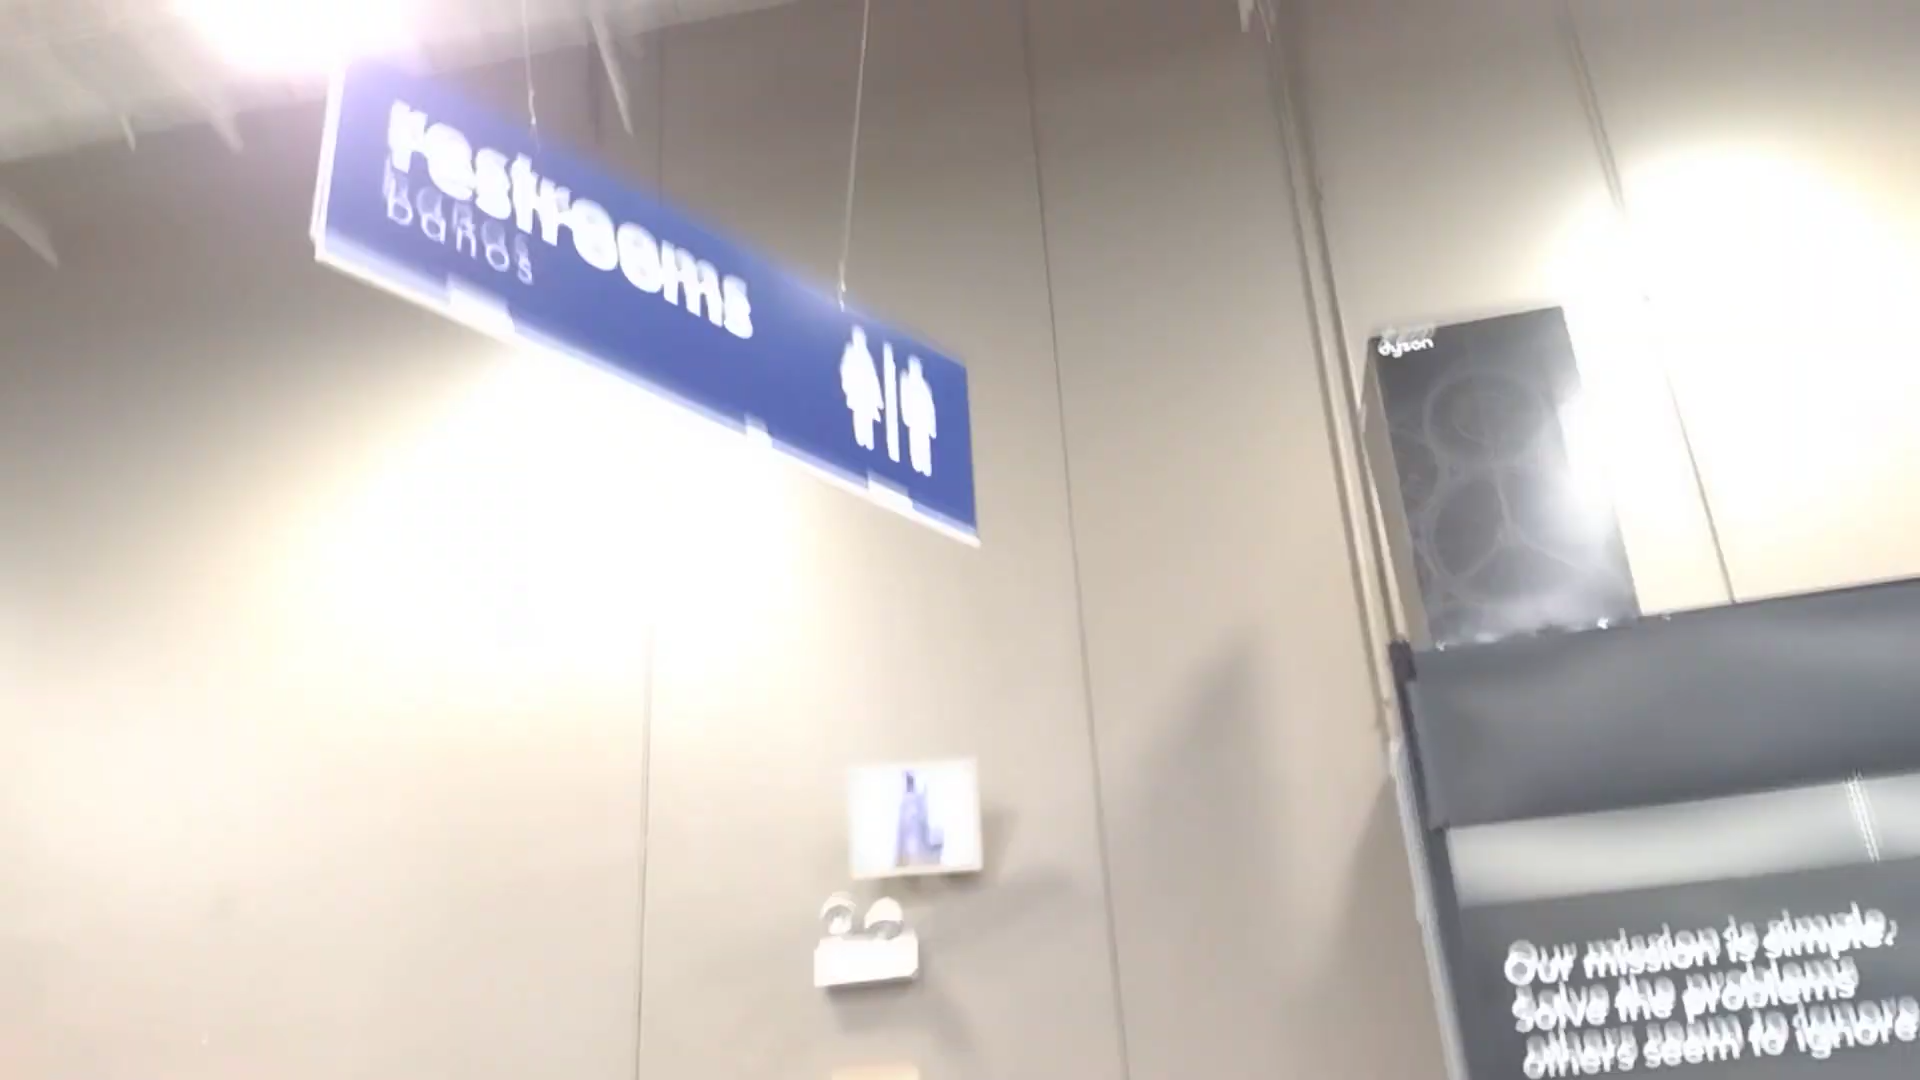 restrooms
baños
dyson
Our mission is simple.
Solve the problems
others seem to ignore